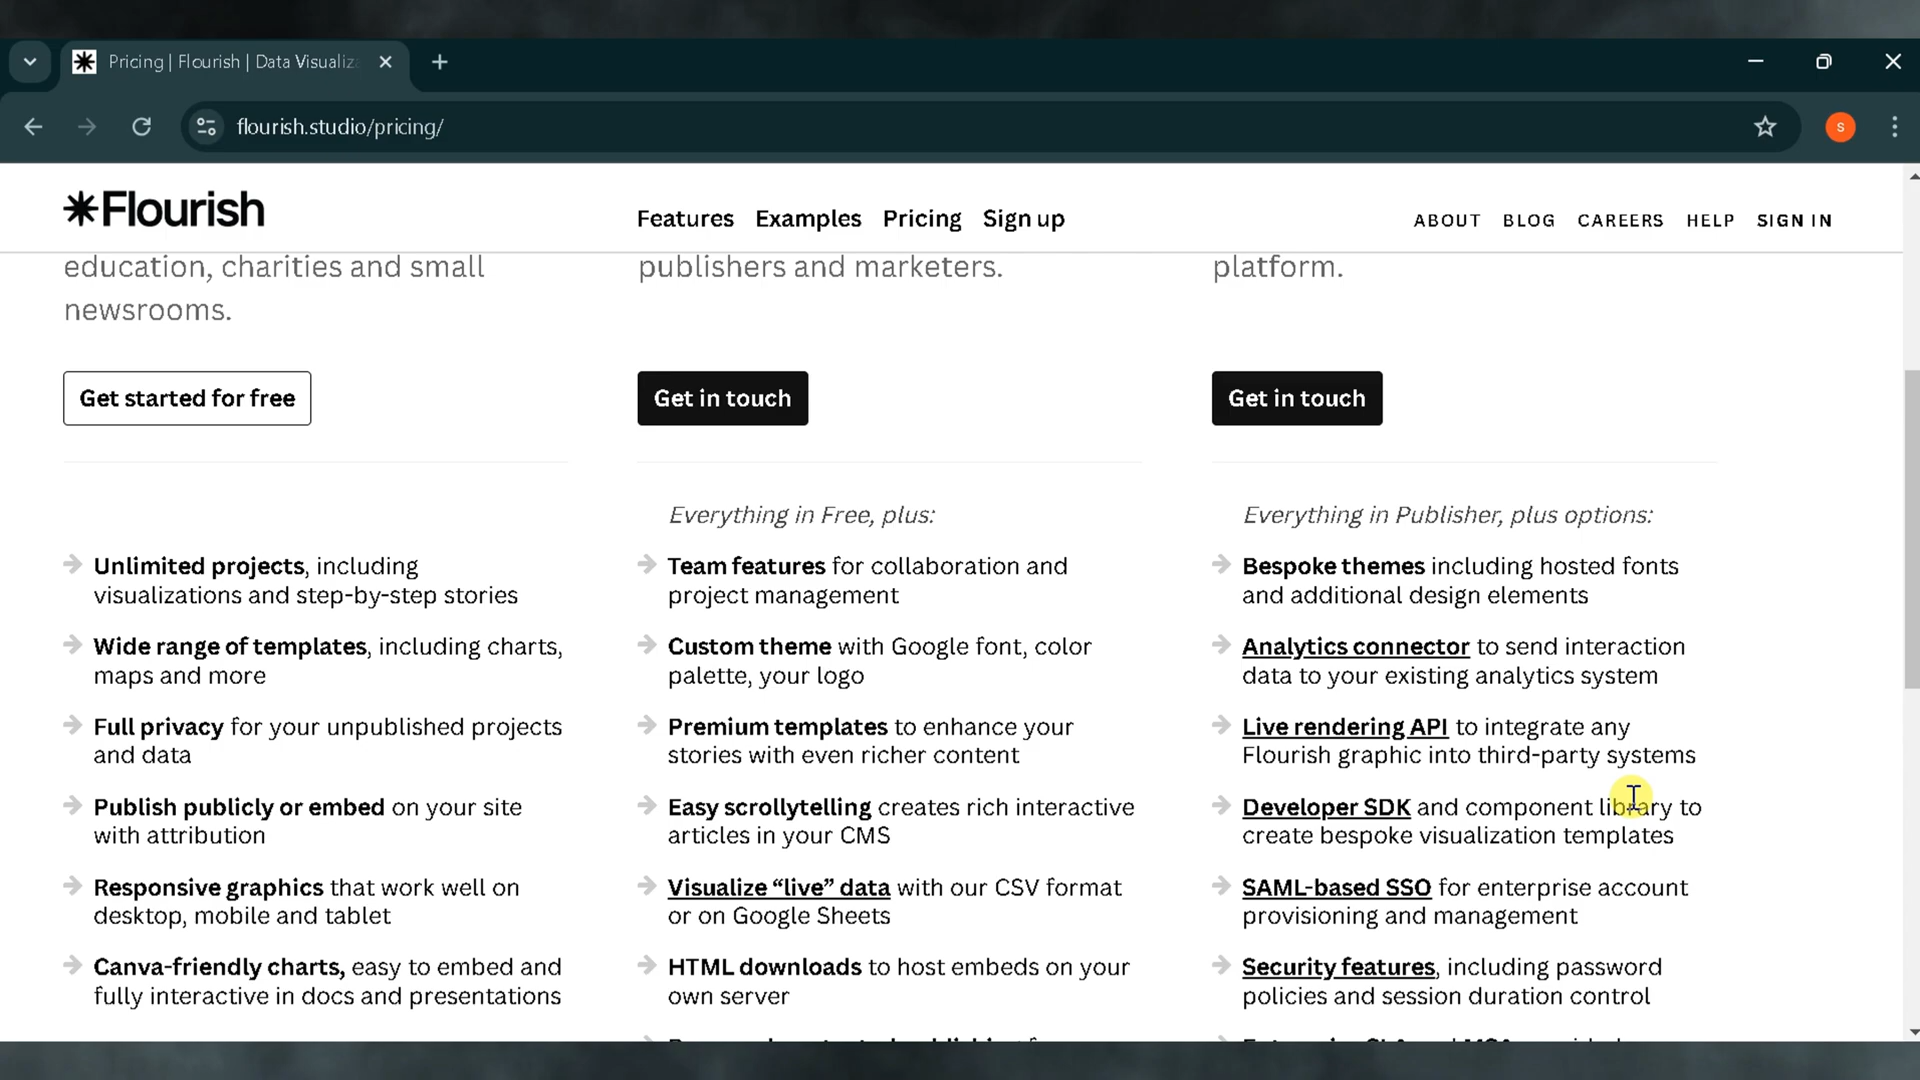 Pricing | Flourish | Data Visualiz
flourish.studio/pricing/
S
Flourish
Features Examples Pricing Sign up
ABOUT BLOG CAREERS HELP SIGN IN
education, charities and small
newsrooms.
publishers and marketers.
platform.
Get started for free
Get in touch
Get in touch
Unlimited projects, including
visualizations and step-by-step stories
Wide range of templates, including charts,
maps and more
Full privacy for your unpublished projects
and data
Publish publicly or embed on your site
with attribution
Responsive graphics that work well on
desktop, mobile and tablet
Canva-friendly charts, easy to embed and
fully interactive in docs and presentations
Everything in Free, plus:
Team features for collaboration and
project management
Custom theme with Google font, color
palette, your logo
Premium templates to enhance your
stories with even richer content
Easy scrollytelling creates rich interactive
articles in your CMS
Visualize “live” data with our CSV format
or on Google Sheets
HTML downloads to host embeds on your
own server
Everything in Publisher, plus options:
Bespoke themes including hosted fonts
and additional design elements
Analytics connector to send interaction
data to your existing analytics system
Live rendering API to integrate any
Flourish graphic into third-party systems
Developer SDK and component library to
create bespoke visualization templates
SAML-based SSO for enterprise account
provisioning and management
Security features, including password
policies and session duration control